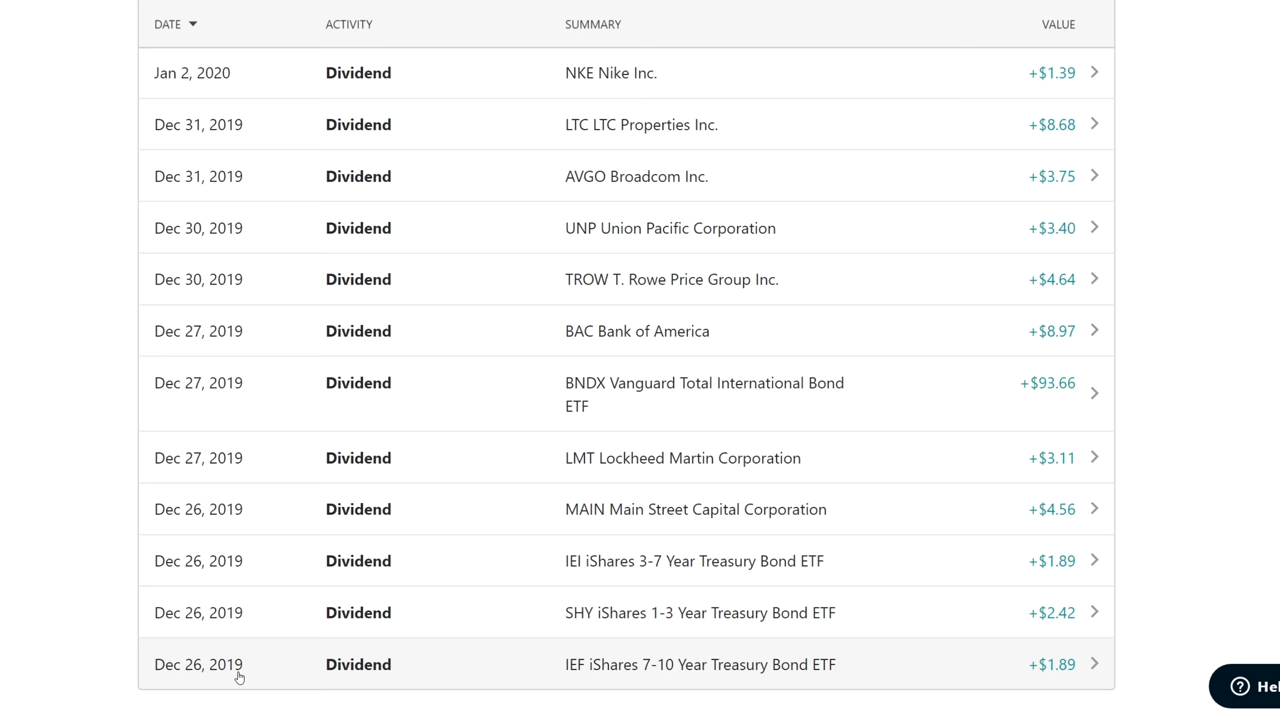 DATE ACTIVITY SUMMARY VALUE
Jan 2, 2020 Dividend NKE Nike Inc. +$1.39
Dec 31, 2019 Dividend LTC LTC Properties Inc. +$8.68
Dec 31, 2019 Dividend AVGO Broadcom Inc. +$3.75
Dec 30, 2019 Dividend UNP Union Pacific Corporation +$3.40
Dec 30, 2019 Dividend TROW T. Rowe Price Group Inc. +$4.64
Dec 27, 2019 Dividend BAC Bank of America +$8.97
Dec 27, 2019 Dividend BNDX Vanguard Total International Bond +$93.66
ETF
Dec 27, 2019 Dividend LMT Lockheed Martin Corporation +$3.11
Dec 26, 2019 Dividend MAIN Main Street Capital Corporation +$4.56
Dec 26, 2019 Dividend IEI iShares 3-7 Year Treasury Bond ETF +$1.89
Dec 26, 2019 Dividend SHY iShares 1-3 Year Treasury Bond ETF +$2.42
Dec 26, 2019 Dividend IEF iShares 7-10 Year Treasury Bond ETF +$1.89